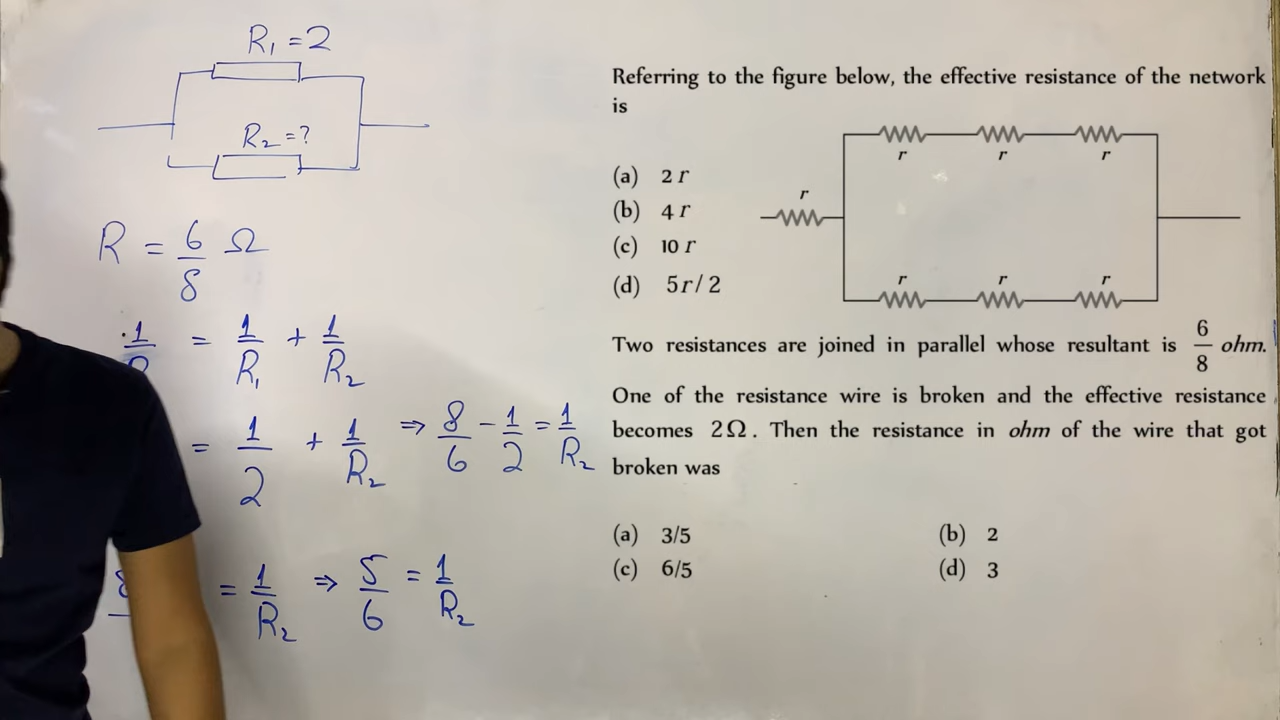 R₁ = 2
R₂ = ?
R = 6/8 Ω
1/R = 1/R₁ + 1/R₂
= 1/2 + 1/R₂ ⇒ 8/6 - 1/2 = 1/R₂
= 1/R₂ ⇒ 5/6 = 1/R₂
Referring to the figure below, the effective resistance of the network
is
r r r
r
r r r
(a) 2 r
(b) 4 r
(c) 10 r
(d) 5r/2
Two resistances are joined in parallel whose resultant is 6/8 ohm.
One of the resistance wire is broken and the effective resistance
becomes 2Ω. Then the resistance in ohm of the wire that got
broken was
(a) 3/5 (b) 2
(c) 6/5 (d) 3